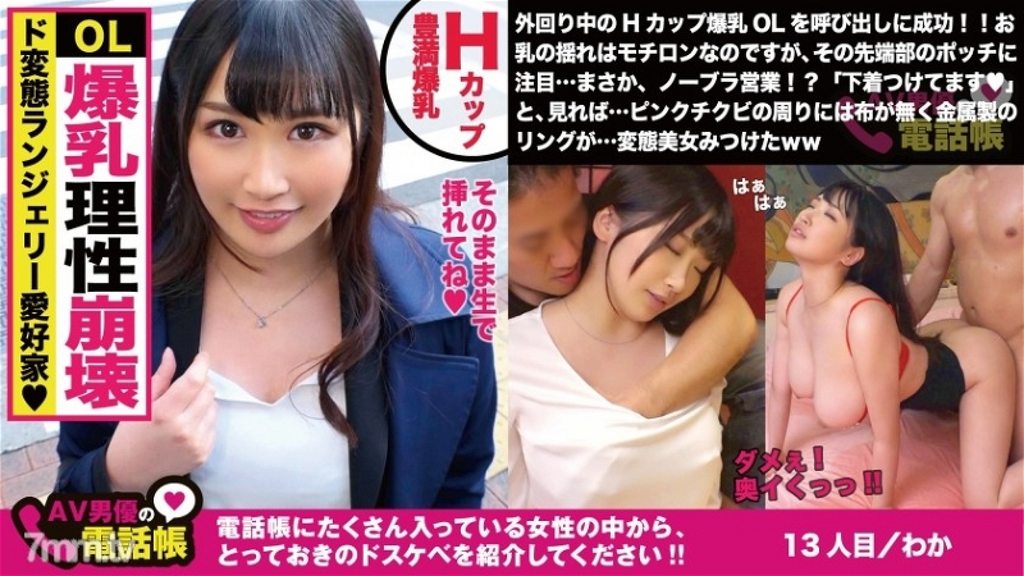 OL
爆乳理性崩壊
ド変態ランジェリー愛好家♥
Hカップ
豊満爆乳
そのまま生で
挿れてね♥
外回り中のHカップ爆乳OLを呼び出しに成功！！お
乳の揺れはモチロンなのですが、その先端部のポッチに
注目…まさか、ノーブラ営業！？「下着つけてます♥」
と、見れば…ピンクチクビの周りには布が無く金属製の
リングが…変態美女みつけたww
AV男優の
電話帳
はぁ
はぁ
ダメぇ！
奥イくっっ!!
AV男優の
電話帳
7mm.tv
電話帳にたくさん入っている女性の中から、
とっておきのドスケベを紹介してください!!
13人目／わか